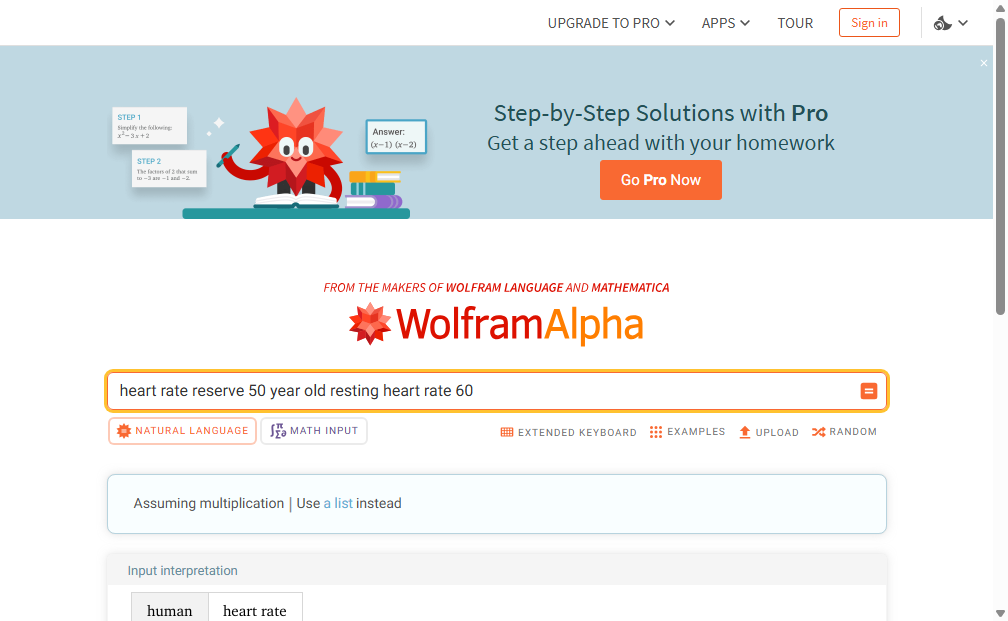 UPGRADE TO PRO APPS TOUR Sign in
×
STEP 1
Simplify the following:
x² − 3 x + 2
STEP 2
The factors of 2 that sum
to −3 are −1 and −2.
Answer:
(x−1) (x−2)
Step-by-Step Solutions with Pro
Get a step ahead with your homework
Go Pro Now
FROM THE MAKERS OF WOLFRAM LANGUAGE AND MATHEMATICA
WolframAlpha
heart rate reserve 50 year old resting heart rate 60
NATURAL LANGUAGE MATH INPUT EXTENDED KEYBOARD EXAMPLES UPLOAD RANDOM
Assuming multiplication | Use a list instead
Input interpretation
human heart rate